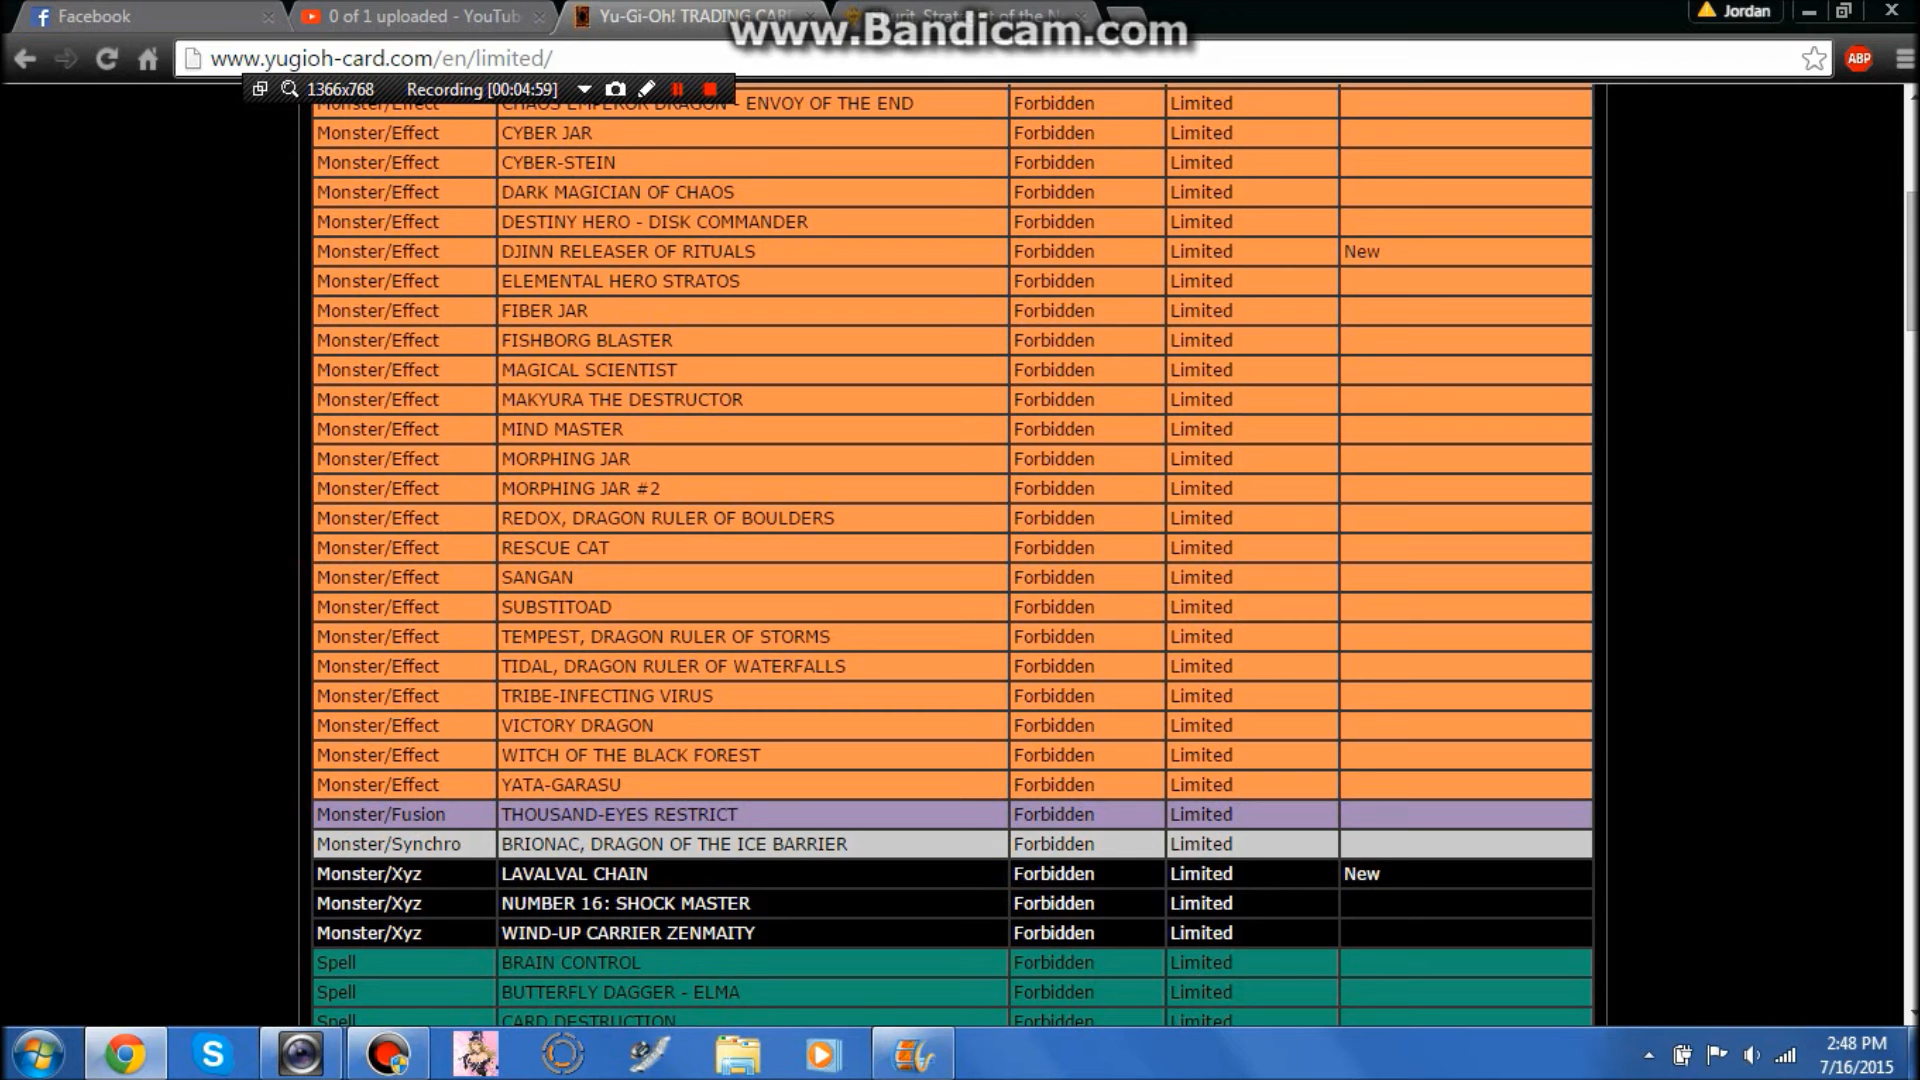 Facebook
0 of 1 uploaded - YouTub
Yu-Gi-Oh! TRADING CAR
Jordan
www.Bandicam.com
www.yugioh-card.com/en/limited/
ABP
1366x768 Recording [00:04:59]
Monster/Effect CHAOS EMPEROR DRAGON - ENVOY OF THE END Forbidden Limited
Monster/Effect CYBER JAR Forbidden Limited
Monster/Effect CYBER-STEIN Forbidden Limited
Monster/Effect DARK MAGICIAN OF CHAOS Forbidden Limited
Monster/Effect DESTINY HERO - DISK COMMANDER Forbidden Limited
Monster/Effect DJINN RELEASER OF RITUALS Forbidden Limited New
Monster/Effect ELEMENTAL HERO STRATOS Forbidden Limited
Monster/Effect FIBER JAR Forbidden Limited
Monster/Effect FISHBORG BLASTER Forbidden Limited
Monster/Effect MAGICAL SCIENTIST Forbidden Limited
Monster/Effect MAKYURA THE DESTRUCTOR Forbidden Limited
Monster/Effect MIND MASTER Forbidden Limited
Monster/Effect MORPHING JAR Forbidden Limited
Monster/Effect MORPHING JAR #2 Forbidden Limited
Monster/Effect REDOX, DRAGON RULER OF BOULDERS Forbidden Limited
Monster/Effect RESCUE CAT Forbidden Limited
Monster/Effect SANGAN Forbidden Limited
Monster/Effect SUBSTITOAD Forbidden Limited
Monster/Effect TEMPEST, DRAGON RULER OF STORMS Forbidden Limited
Monster/Effect TIDAL, DRAGON RULER OF WATERFALLS Forbidden Limited
Monster/Effect TRIBE-INFECTING VIRUS Forbidden Limited
Monster/Effect VICTORY DRAGON Forbidden Limited
Monster/Effect WITCH OF THE BLACK FOREST Forbidden Limited
Monster/Effect YATA-GARASU Forbidden Limited
Monster/Fusion THOUSAND-EYES RESTRICT Forbidden Limited
Monster/Synchro BRIONAC, DRAGON OF THE ICE BARRIER Forbidden Limited
Monster/Xyz LAVALVAL CHAIN Forbidden Limited New
Monster/Xyz NUMBER 16: SHOCK MASTER Forbidden Limited
Monster/Xyz WIND-UP CARRIER ZENMAITY Forbidden Limited
Spell BRAIN CONTROL Forbidden Limited
Spell BUTTERFLY DAGGER - ELMA Forbidden Limited
Spell CARD DESTRUCTION Forbidden Limited
2:48 PM
7/16/2015